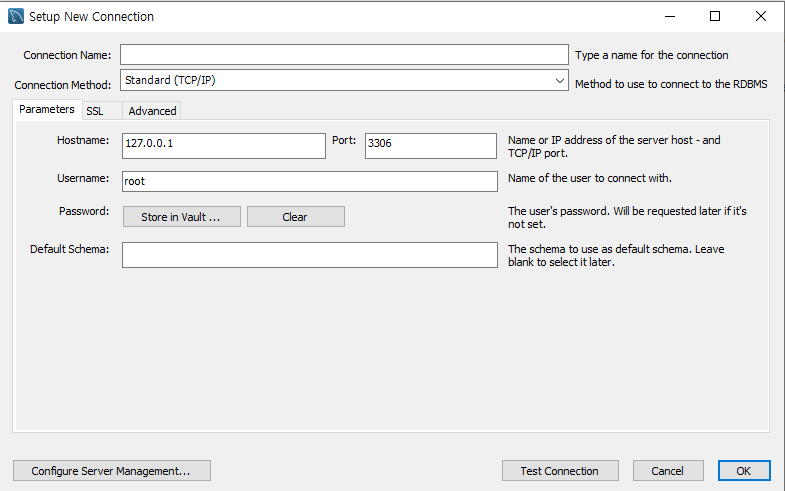 Setup New Connection
Connection Name:
Type a name for the connection
Connection Method:
Standard (TCP/IP)
Method to use to connect to the RDBMS
Parameters
SSL
Advanced
Hostname:
127.0.0.1
Port:
3306
Name or IP address of the server host - and
TCP/IP port.
Username:
root
Name of the user to connect with.
Password:
Store in Vault ...
Clear
The user's password. Will be requested later if it's
not set.
Default Schema:
The schema to use as default schema. Leave
blank to select it later.
Configure Server Management...
Test Connection
Cancel
OK